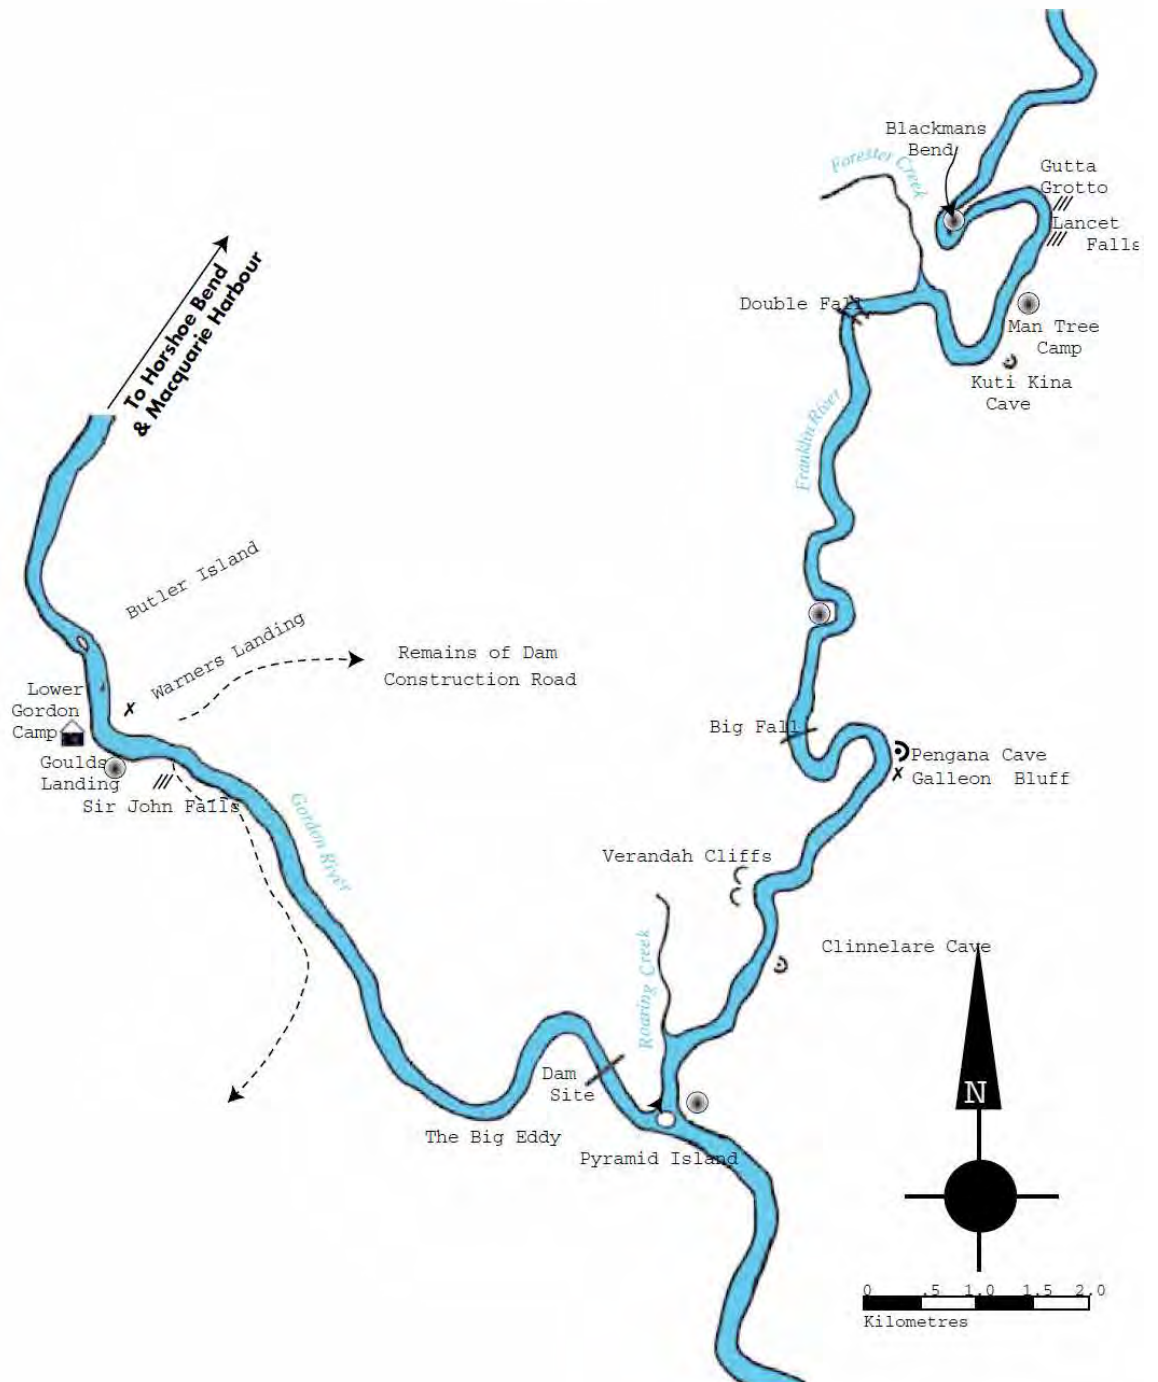 Blackmans
Bend
Forester Creek
Gutta
Grotto
Lancet
Falls
Double Fall
Man Tree
Camp
Kuti Kina
Cave
To Horshoe Bend
& Macquarie Harbour
Franklin River
Butler Island
Warners Landing
Remains of Dam
Construction Road
Lower
Gordon
Camp
Goulds
Landing
Sir John Falls
Big Fall
Pengana Cave
Galleon Bluff
Gordon River
Verandah Cliffs
Roaring Creek
Clinnelare Cave
Dam
Site
The Big Eddy
Pyramid Island
N
0 .5 1.0 1.5 2.0
Kilometres